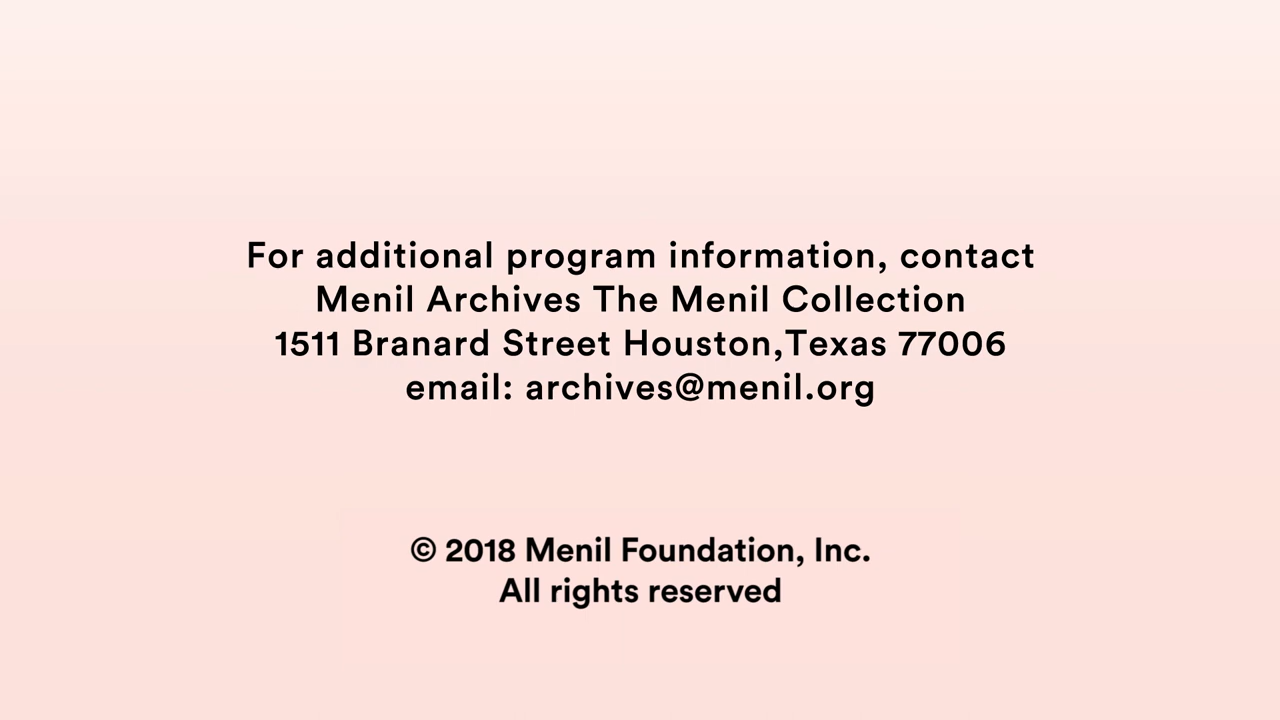 For additional program information, contact
Menil Archives The Menil Collection
1511 Branard Street Houston,Texas 77006
email: archives@menil.org
© 2018 Menil Foundation, Inc.
All rights reserved